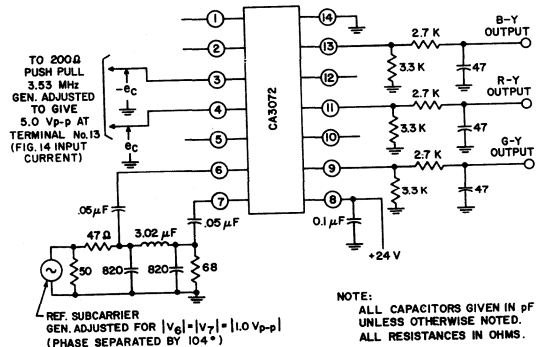 TO 200Ω
PUSH PULL
3.53 MHz
GEN. ADJUSTED
TO GIVE
5.0 Vp-p AT
TERMINAL No.13
(FIG. 14 INPUT
CURRENT)
-eC
eC
1
2
3
4
5
6
7
CA3072
14
13
12
11
10
9
8
2.7 K
3.3 K
47
B-Y
OUTPUT
2.7 K
3.3 K
47
R-Y
OUTPUT
2.7 K
3.3 K
47
G-Y
OUTPUT
0.1 μF
+24 V
.05 μF
.05 μF
47Ω
3.02 μF
50
820
820
68
REF. SUBCARRIER
GEN. ADJUSTED FOR |V6|=|V7|=|1.0 Vp-p|
(PHASE SEPARATED BY 104°)
NOTE:
ALL CAPACITORS GIVEN IN pF
UNLESS OTHERWISE NOTED.
ALL RESISTANCES IN OHMS.